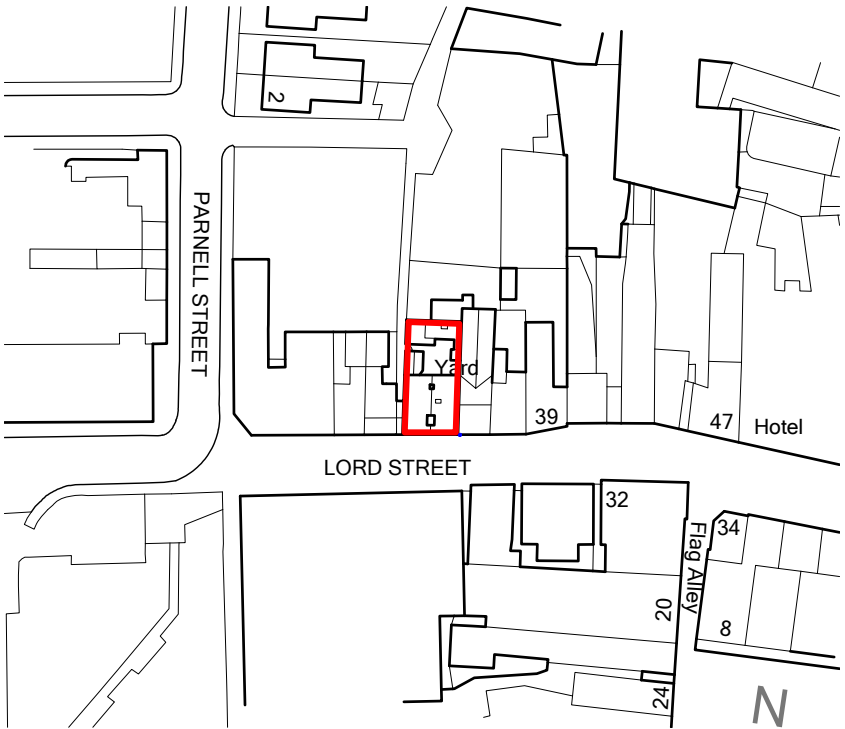 2
PARNELL STREET
Yard
39
47
Hotel
LORD STREET
32
34
Flag Alley
20
8
24
N